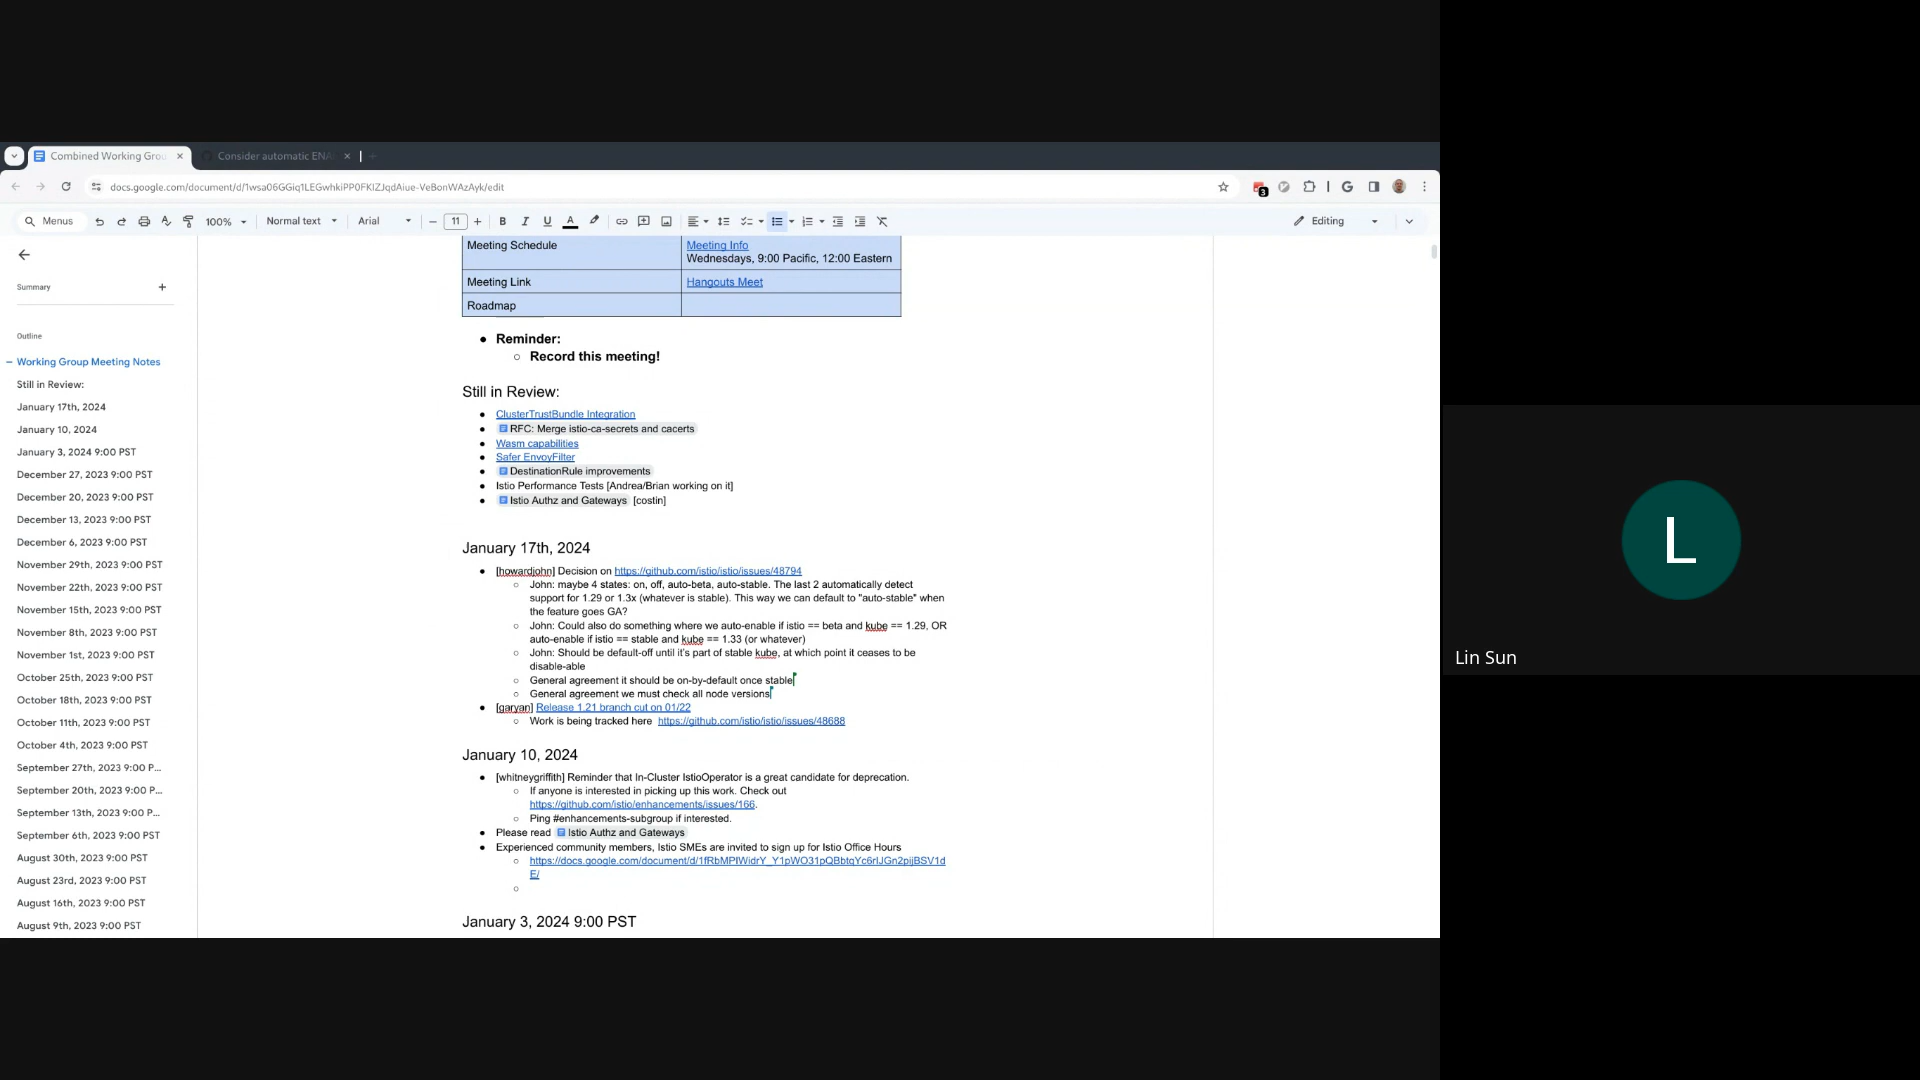 Combined Working Grou
Consider automatic ENA
docs.google.com/document/d/1wsa06GGiq1LEGwhkiPP0FKIZJqdAiue-VeBonWAzAyk/edit
3
Menus
100%
Normal text
Arial
11
Editing
Summary
Outline
Working Group Meeting Notes
Still in Review:
January 17th, 2024
January 10, 2024
January 3, 2024 9:00 PST
December 27, 2023 9:00 PST
December 20, 2023 9:00 PST
December 13, 2023 9:00 PST
December 6, 2023 9:00 PST
November 29th, 2023 9:00 PST
November 22th, 2023 9:00 PST
November 15th, 2023 9:00 PST
November 8th, 2023 9:00 PST
November 1st, 2023 9:00 PST
October 25th, 2023 9:00 PST
October 18th, 2023 9:00 PST
October 11th, 2023 9:00 PST
October 4th, 2023 9:00 PST
September 27th, 2023 9:00 P...
September 20th, 2023 9:00 P...
September 13th, 2023 9:00 P...
September 6th, 2023 9:00 PST
August 30th, 2023 9:00 PST
August 23rd, 2023 9:00 PST
August 16th, 2023 9:00 PST
August 9th, 2023 9:00 PST
Meeting Schedule
Meeting Info
Wednesdays, 9:00 Pacific, 12:00 Eastern
Meeting Link
Hangouts Meet
Roadmap
Reminder:
Record this meeting!
Still in Review:
ClusterTrustBundle Integration
RFC: Merge istio-ca-secrets and cacerts
Wasm capabilities
Safer EnvoyFilter
DestinationRule improvements
Istio Performance Tests [Andrea/Brian working on it]
Istio Authz and Gateways [costin]
January 17th, 2024
[howardjohn] Decision on https://github.com/istio/istio/issues/48794
John: maybe 4 states: on, off, auto-beta, auto-stable. The last 2 automatically detect
support for 1.29 or 1.3x (whatever is stable). This way we can default to "auto-stable" when
the feature goes GA?
John: Could also do something where we auto-enable if istio == beta and kube == 1.29, OR
auto-enable if istio == stable and kube == 1.33 (or whatever)
John: Should be default-off until it's part of stable kube, at which point it ceases to be
disable-able
General agreement it should be on-by-default once stable
General agreement we must check all node versions
[garyan] Release 1.21 branch cut on 01/22
Work is being tracked here https://github.com/istio/istio/issues/48688
January 10, 2024
[whitneygriffith] Reminder that In-Cluster IstioOperator is a great candidate for deprecation.
If anyone is interested in picking up this work. Check out
https://github.com/istio/enhancements/issues/166.
Ping #enhancements-subgroup if interested.
Please read Istio Authz and Gateways
Experienced community members, Istio SMEs are invited to sign up for Istio Office Hours
https://docs.google.com/document/d/1fRbMPIWidrY_Y1pWO31pQBbtqYc6rIJGn2pijBSV1d
E/
January 3, 2024 9:00 PST
L
Lin Sun